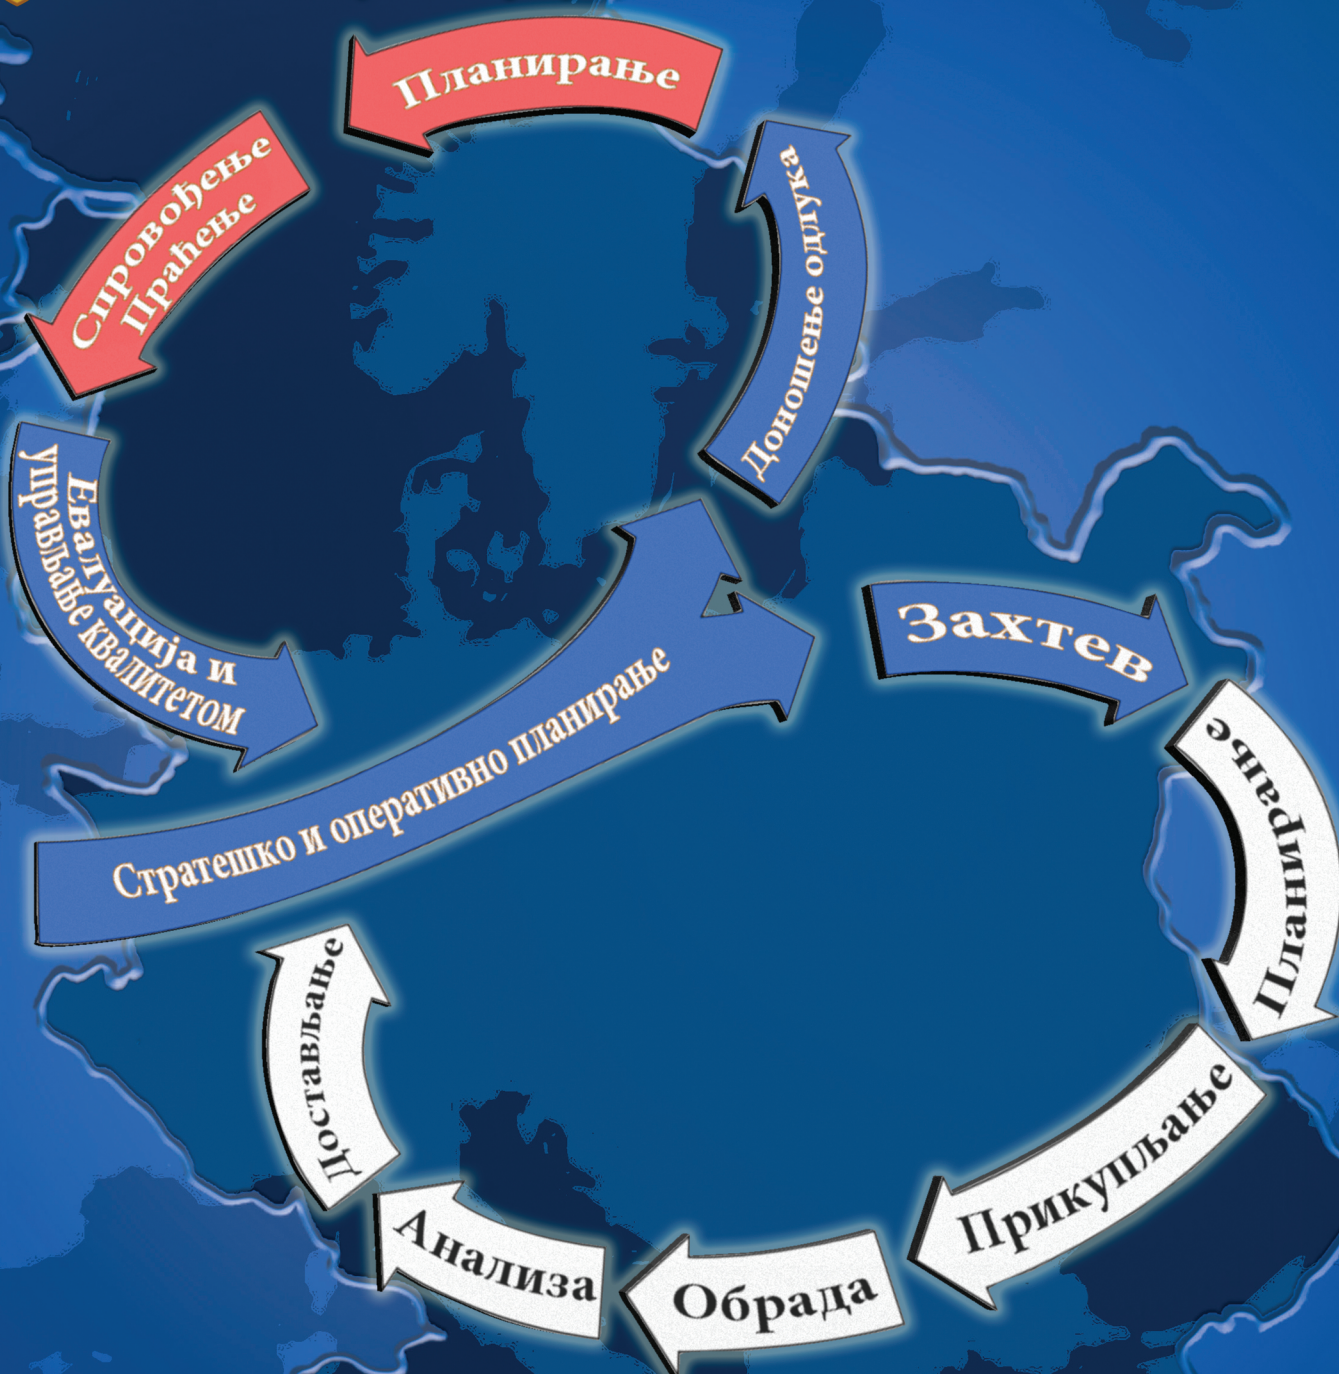 Планирање
Спровођење
Праћење
Доношење одлука
Евалуација и
управљање квалитетом
Стратешко и оперативно планирање
Захтев
Планирање
Прикупљање
Обрада
Анализа
Достављање